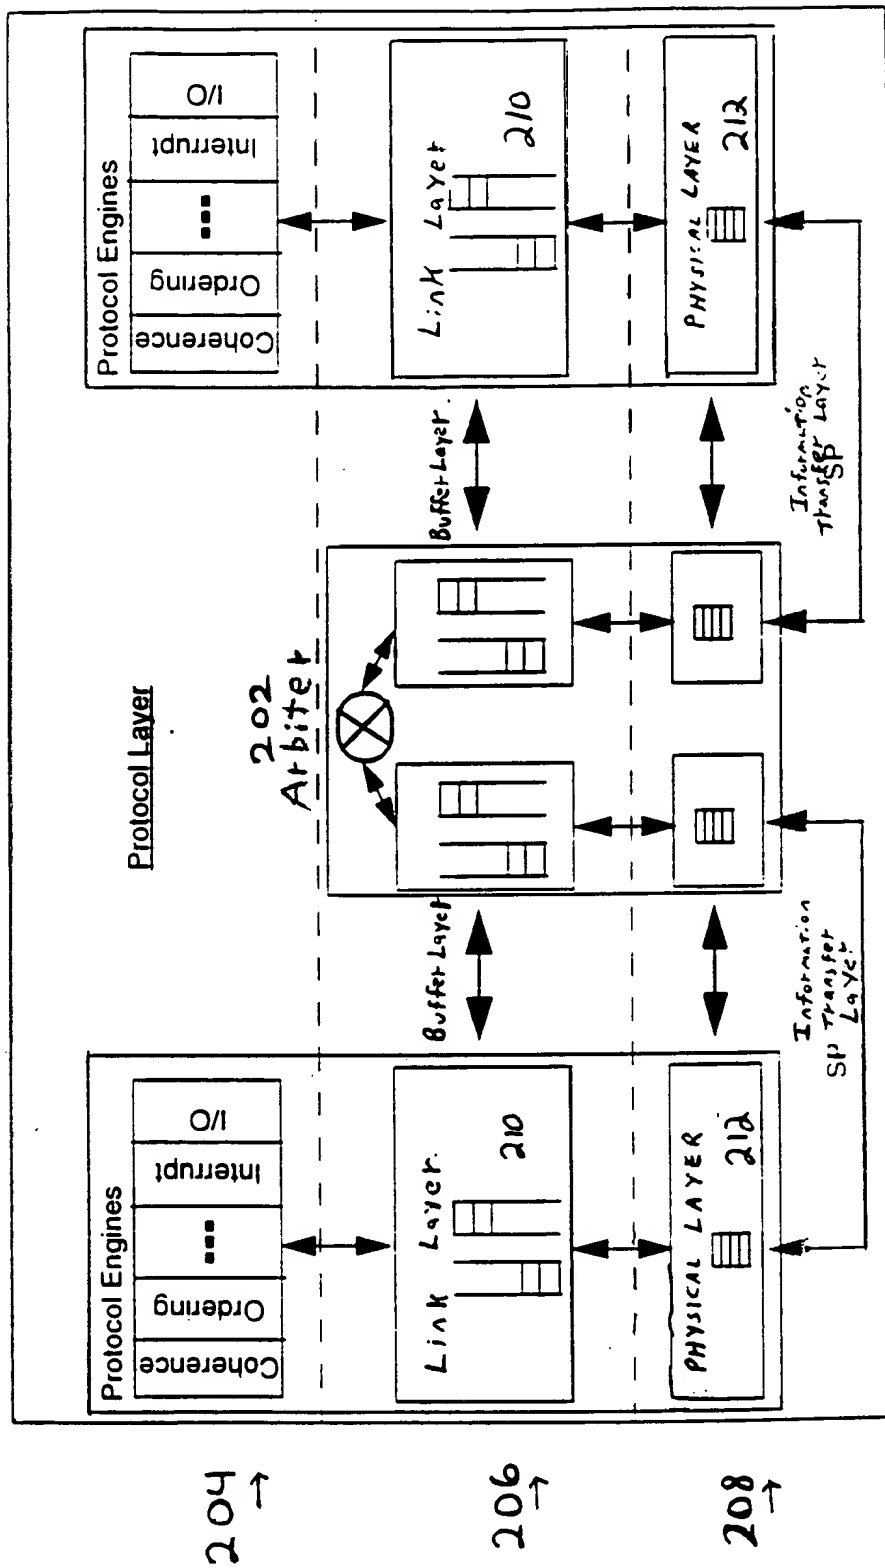 Protocol Engines
Protocol Layer
Protocol Engines
204 →
Coherence
Ordering
...
Interrupt
I/O
Coherence
Ordering
...
Interrupt
I/O
202
Arbiter
206 →
Link Layer.
210
Buffer Layer
Buffer Layer.
Link Layer
210
208 →
PHYSICAL LAYER
212
PHYSICAL LAYER
212
Information
SP Transfer
Layer
Information
Transfer Layer
SP